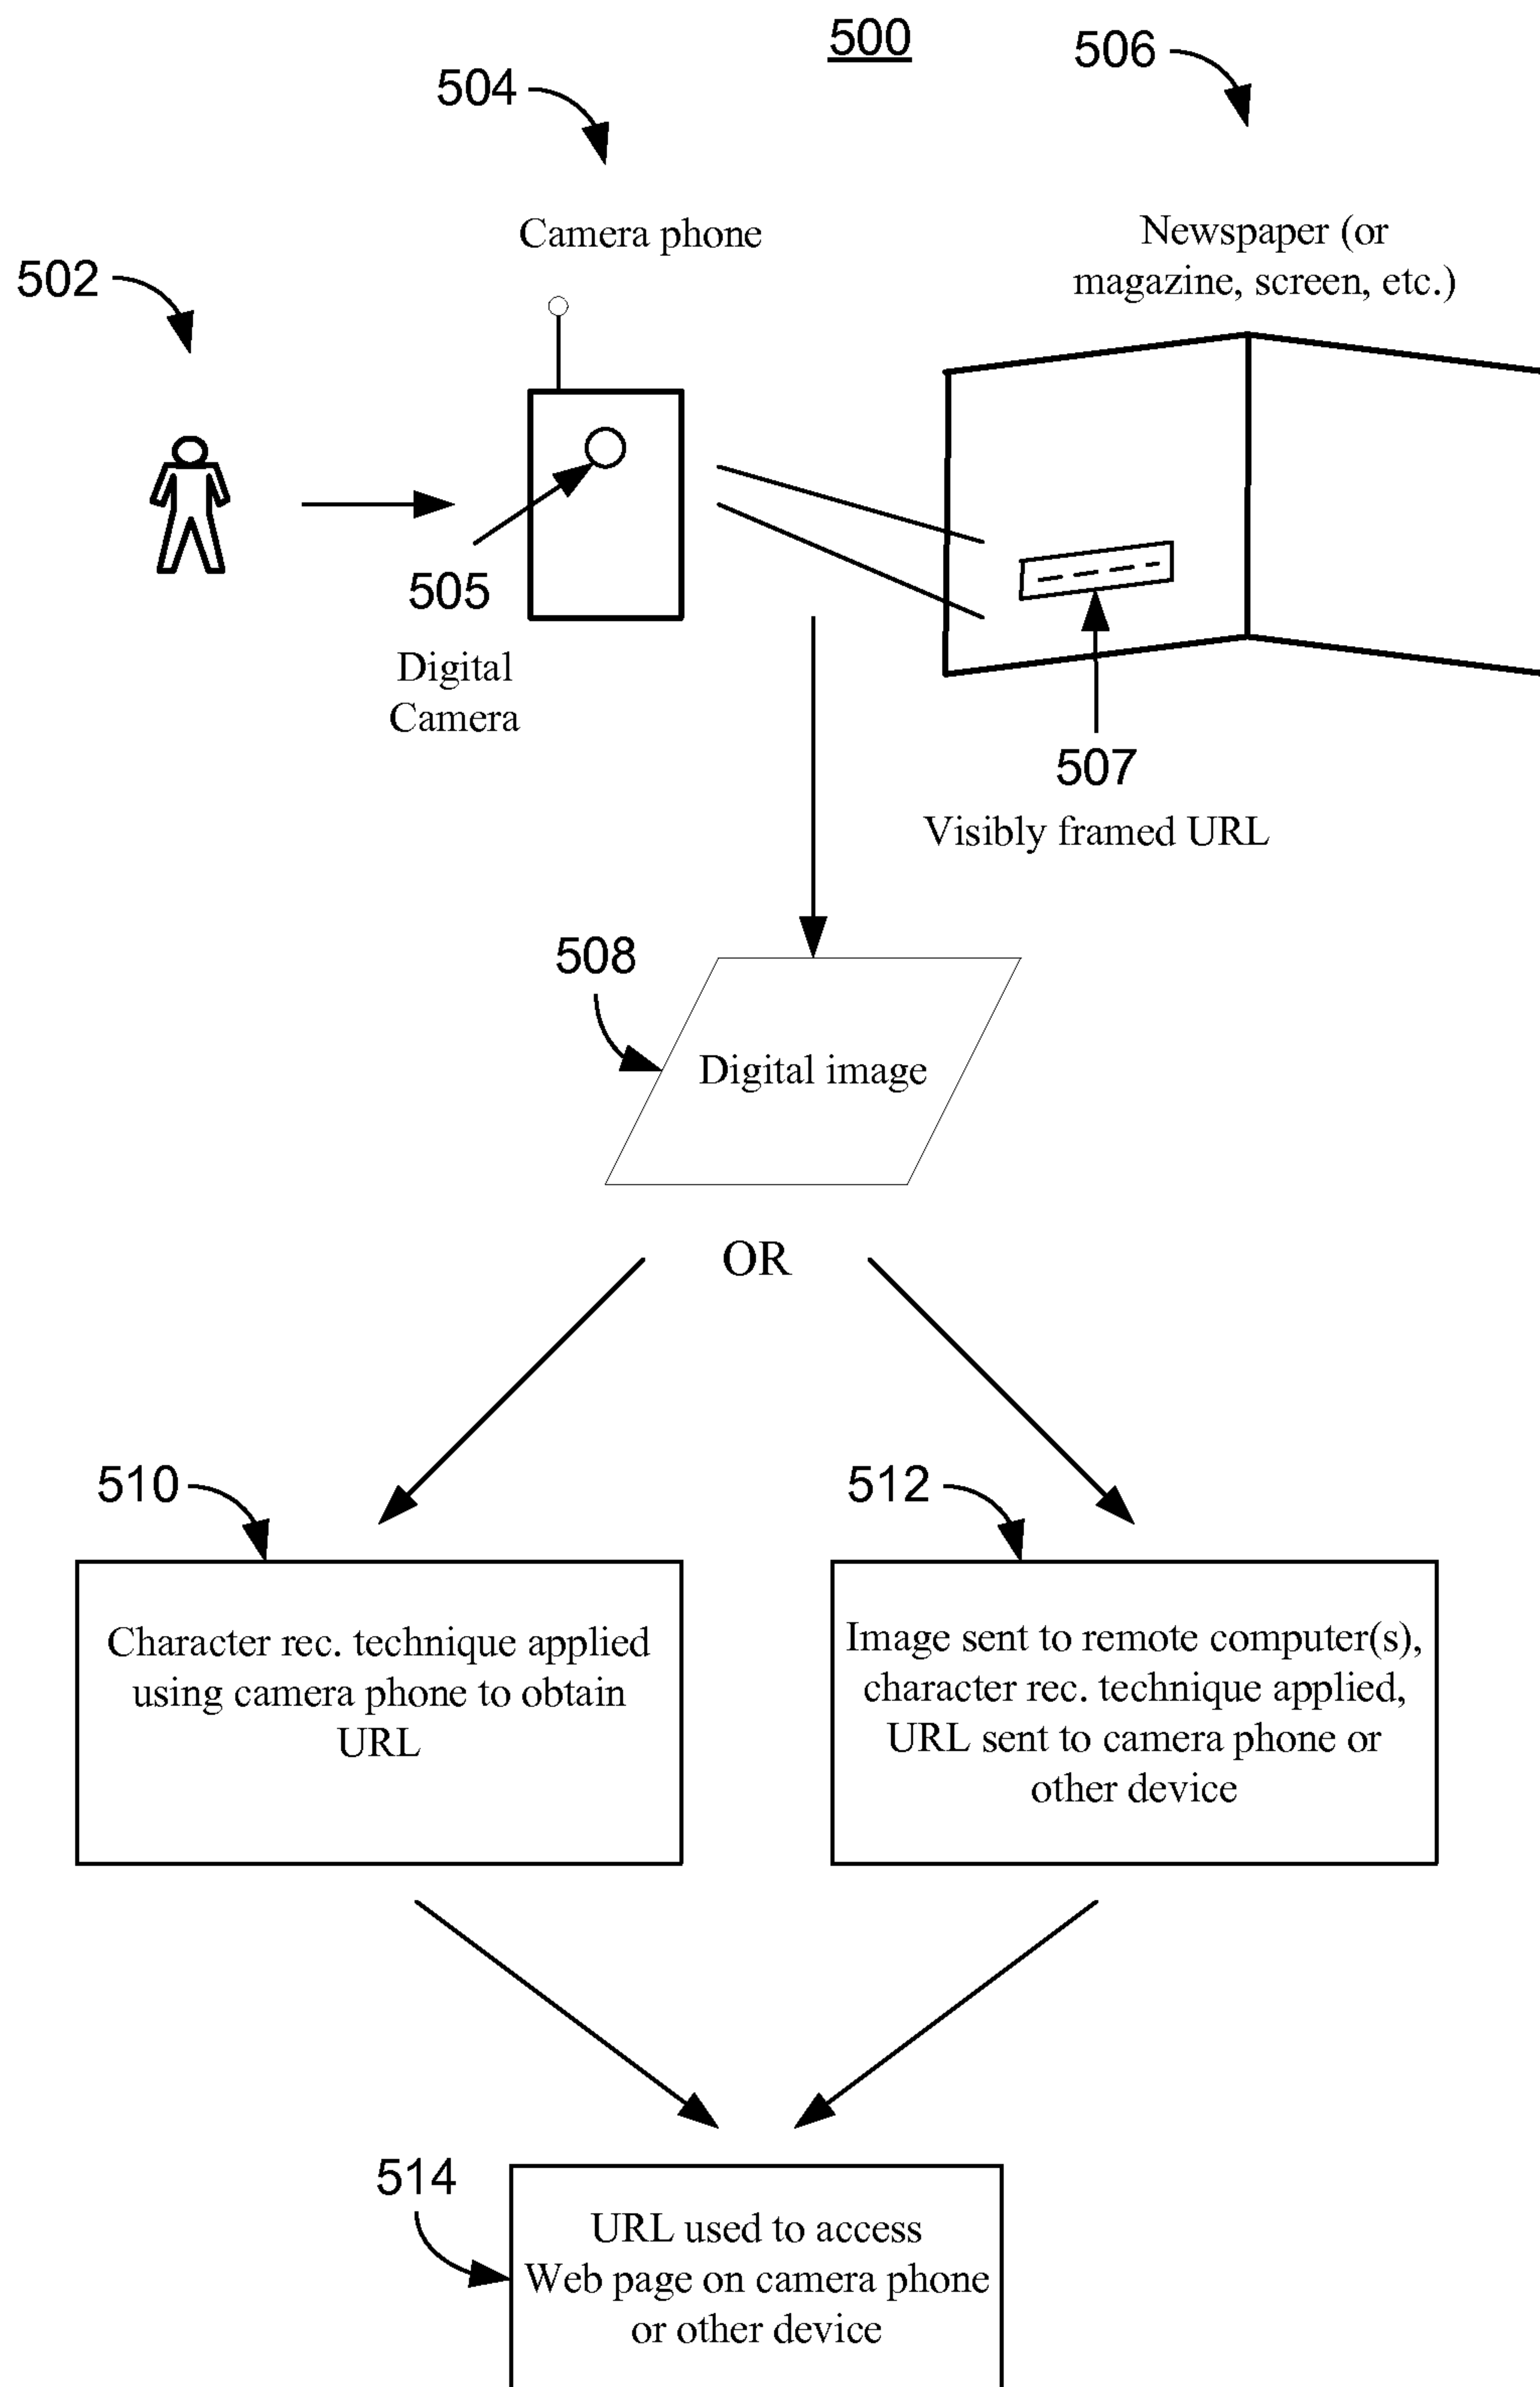 500
506
504
Camera phone
Newspaper (or
magazine, screen, etc.)
502
505
Digital
Camera
507
Visibly framed URL
508
Digital image
OR
510
512
Character rec. technique applied
using camera phone to obtain
URL
Image sent to remote computer(s),
character rec. technique applied,
URL sent to camera phone or
other device
514
URL used to access
Web page on camera phone
or other device